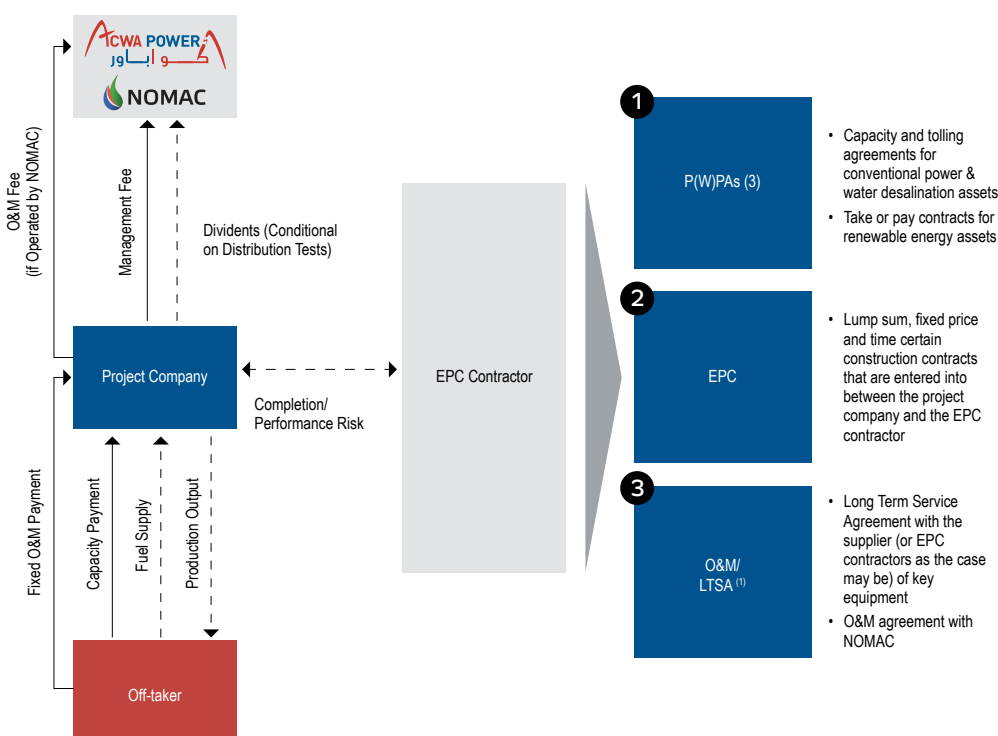 ACWA POWER
أكوا باور
NOMAC
O&M Fee
(if Operated by NOMAC)
Management Fee
Dividents (Conditional
on Distribution Tests)
Project Company
Completion/
Performance Risk
EPC Contractor
Fixed O&M Payment
Capacity Payment
Fuel Supply
Production Output
Off-taker
1
P(W)PAs (3)
• Capacity and tolling
agreements for
conventional power &
water desalination assets
• Take or pay contracts for
renewable energy assets
2
EPC
• Lump sum, fixed price
and time certain
construction contracts
that are entered into
between the project
company and the EPC
contractor
3
O&M/
LTSA (1)
• Long Term Service
Agreement with the
supplier (or EPC
contractors as the case
may be) of key
equipment
• O&M agreement with
NOMAC